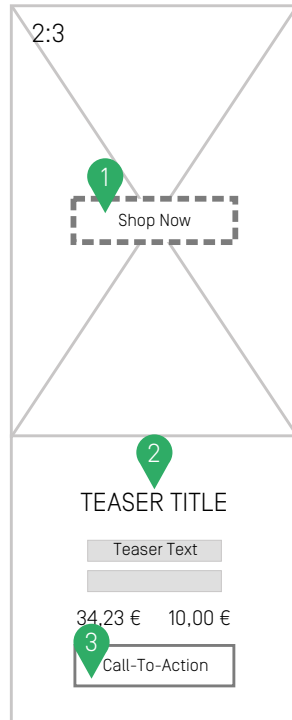 2:3
1
Shop Now
2
TEASER TITLE
Teaser Text
34,23 € 10,00 €
3
Call-To-Action